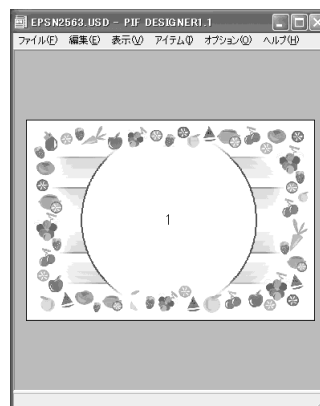 EPSN2563.USD - PIF DESIGNER1.1
ファイル(F) 編集(E) 表示(V) アイテム(I) オプション(O) ヘルプ(H)
1